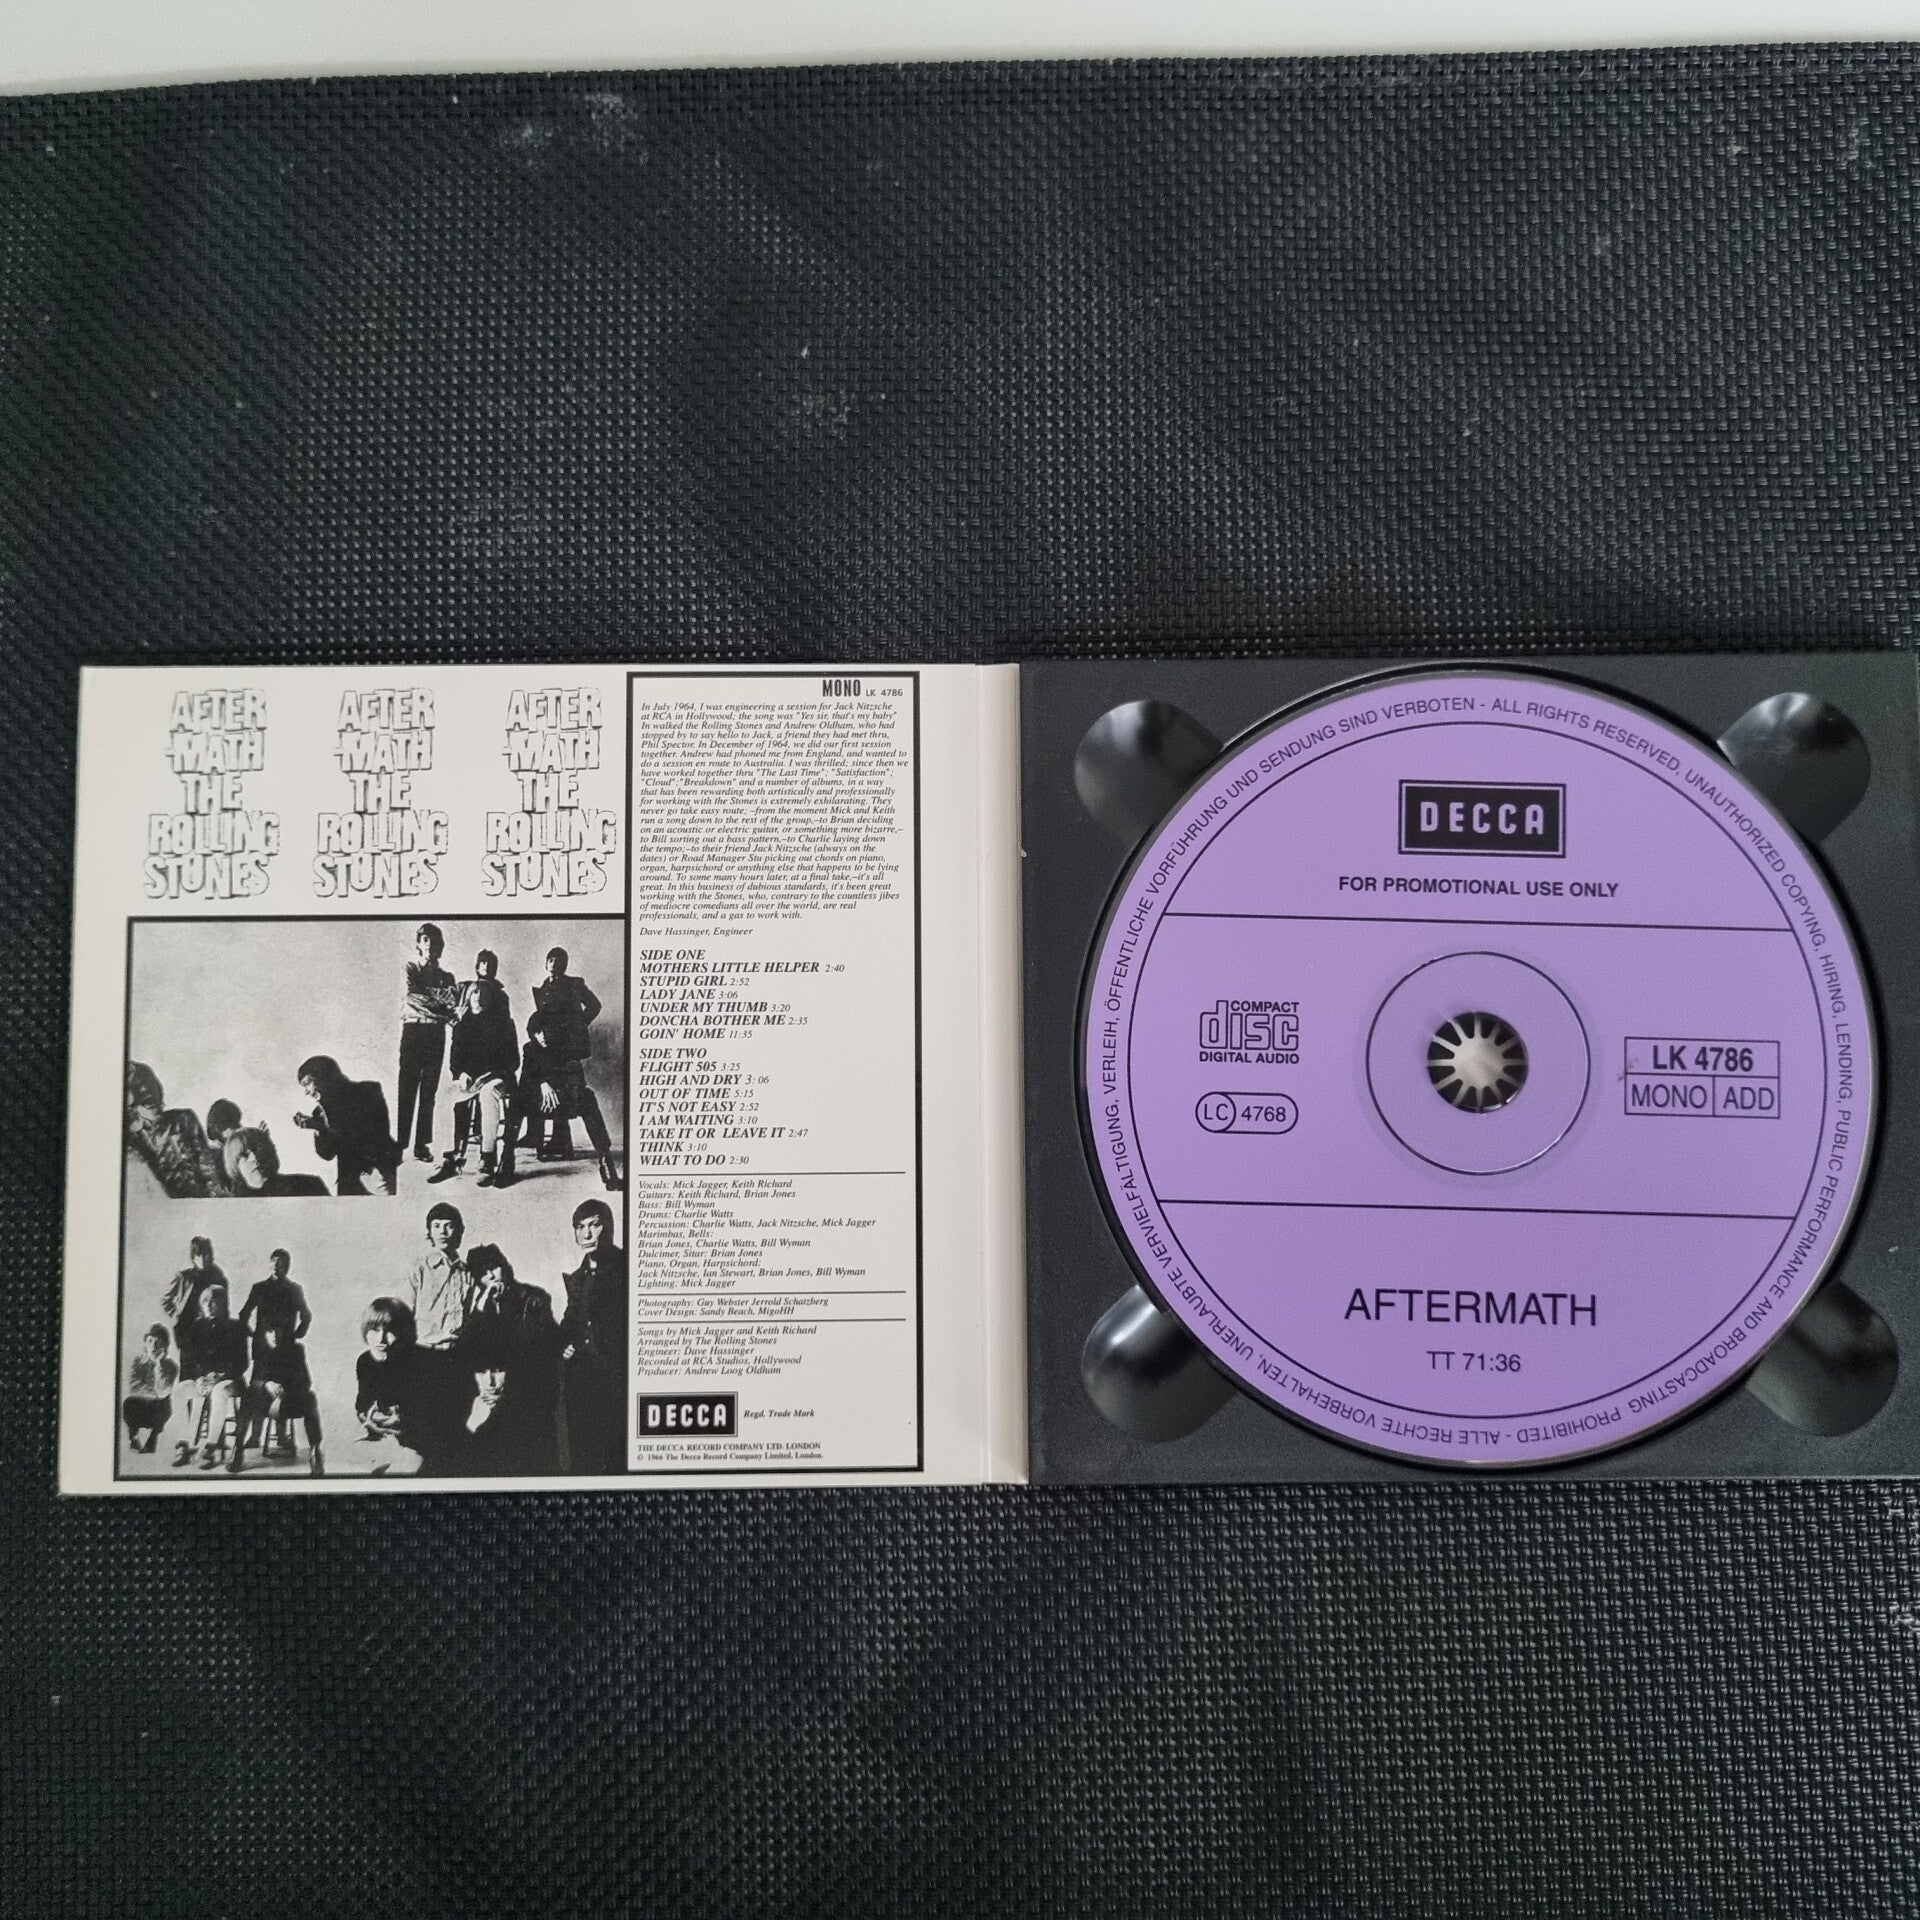 AFTER
-MATH
THE
ROLLING
STONES
AFTER
-MATH
THE
ROLLING
STONES
AFTER
-MATH
THE
ROLLING
STONES
MONO LK 4786
In July 1964, I was engineering a session for Jack Nitzsche
at RCA in Hollywood; the song was "Yes sir, that's my baby"
In walked the Rolling Stones and Andrew Oldham, who had
stopped by to say hello to Jack, a friend they had met thru,
Phil Spector. In December of 1964, we did our first session
together. Andrew had phoned me from England, and wanted to
do a session en route to Australia. I was thrilled; since then we
have worked together thru "The Last Time"; "Satisfaction";
"Cloud";"Breakdown" and a number of albums, in a way
that has been rewarding both artistically and professionally
for working with the Stones is extremely exhilarating. They
never go take easy route; –from the moment Mick and Keith
run a song down to the rest of the group,–to Brian deciding
on an acoustic or electric guitar, or something more bizarre,–
to Bill sorting out a bass pattern,–to Charlie laying down
the tempo;–to their friend Jack Nitzsche (always on the
dates) or Road Manager Stu picking out chords on piano,
organ, harpsichord or anything else that happens to be lying
around. To some many hours later, at a final take,–it's all
great. In this business of dubious standards, it's been great
working with the Stones, who, contrary to the countless jibes
of mediocre comedians all over the world, are real
professionals, and a gas to work with.
Dave Hassinger, Engineer
SIDE ONE
MOTHERS LITTLE HELPER 2:40
STUPID GIRL 2:52
LADY JANE 3:06
UNDER MY THUMB 3:20
DONCHA BOTHER ME 2:35
GOIN' HOME 11:35
SIDE TWO
FLIGHT 505 3:25
HIGH AND DRY 3: 06
OUT OF TIME 5:15
IT'S NOT EASY 2:52
I AM WAITING 3:10
TAKE IT OR LEAVE IT 2:47
THINK 3:10
WHAT TO DO 2:30
Vocals: Mick Jagger, Keith Richard
Guitars: Keith Richard, Brian Jones
Bass: Bill Wyman
Drums: Charlie Watts
Percussion: Charlie Watts, Jack Nitzsche, Mick Jagger
Marimbas, Bells:
Brian Jones, Charlie Watts, Bill Wyman
Dulcimer, Sitar: Brian Jones
Piano, Organ, Harpsichord:
Jack Nitzsche, Ian Stewart, Brian Jones, Bill Wyman
Lighting: Mick Jagger
Photography: Guy Webster Jerrold Schatzberg
Cover Design: Sandy Beach, MigoHH
Songs by Mick Jagger and Keith Richard
Arranged by The Rolling Stones
Engineer: Dave Hassinger
Recorded at RCA Studios, Hollywood
Producer: Andrew Loog Oldham
DECCA Regd. Trade Mark
THE DECCA RECORD COMPANY LTD. LONDON
© 1966 The Decca Record Company Limited, London.
ALLE RECHTE VORBEHALTEN, UNERLAUBTE VERVIELFÄLTIGUNG, VERLEIH, ÖFFENTLICHE VORFÜHRUNG UND SENDUNG SIND VERBOTEN - ALL RIGHTS RESERVED, UNAUTHORIZED COPYING, HIRING, LENDING, PUBLIC PERFORMANCE AND BROADCASTING PROHIBITED -
DECCA
FOR PROMOTIONAL USE ONLY
COMPACT
disc
DIGITAL AUDIO
LC 4768
LK 4786
MONO ADD
AFTERMATH
TT 71:36